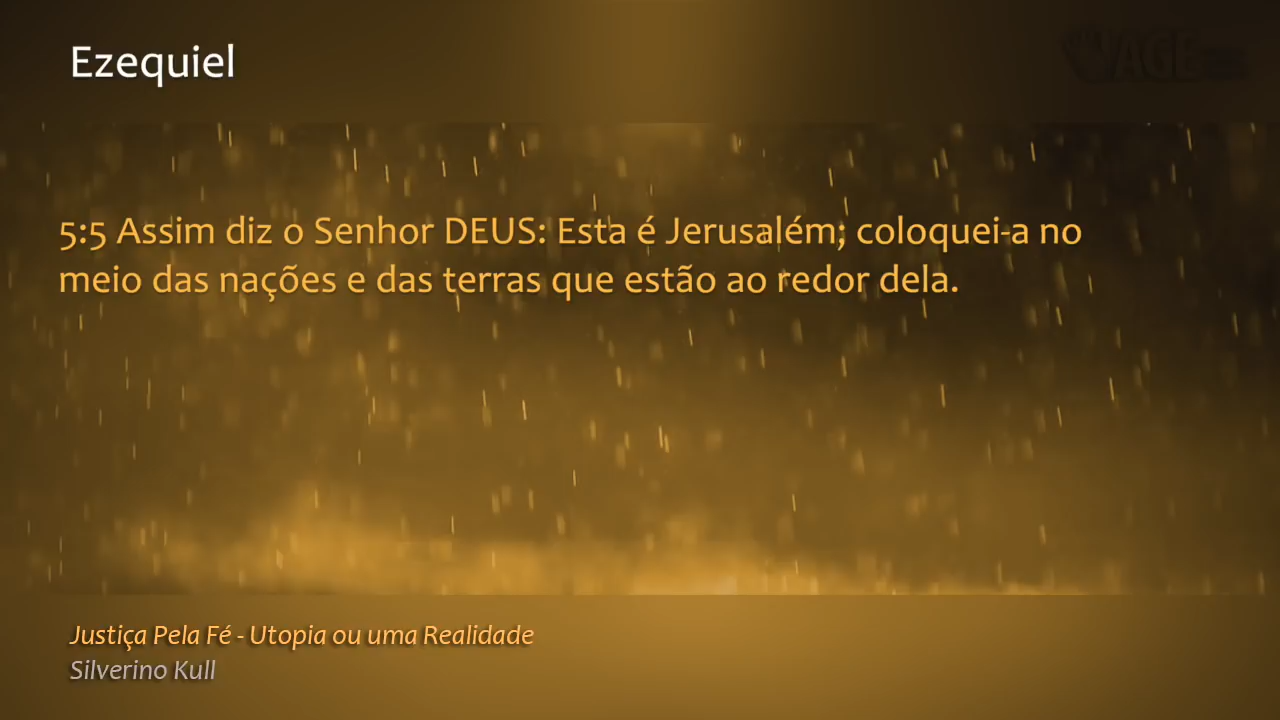 Ezequiel
5:5 Assim diz o Senhor DEUS: Esta é Jerusalém; coloquei-a no
meio das nações e das terras que estão ao redor dela.
Justiça Pela Fé - Utopia ou uma Realidade
Silverino Kull